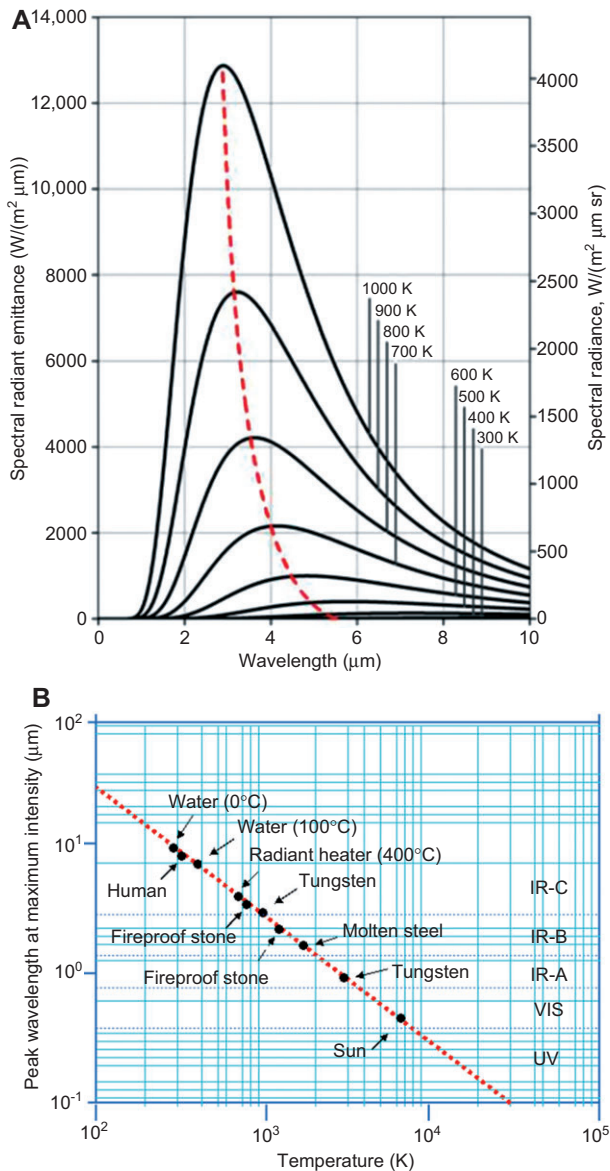 A
Spectral radiant emittance (W/(m² μm))
14,000
12,000
10,000
8000
6000
4000
2000
0
4000
3500
3000
2500
2000
1500
1000
500
0
Spectral radiance, W/(m² μm sr)
1000 K
900 K
800 K
700 K
600 K
500 K
400 K
300 K
0 2 4 6 8 10
Wavelength (μm)
B
Peak wavelength at maximum intensity (μm)
10²
10¹
10⁰
10⁻¹
Water (0°C)
Water (100°C)
Radiant heater (400°C)
Human
Tungsten
Fireproof stone
Fireproof stone
Molten steel
Tungsten
Sun
IR-C
IR-B
IR-A
VIS
UV
10² 10³ 10⁴ 10⁵
Temperature (K)